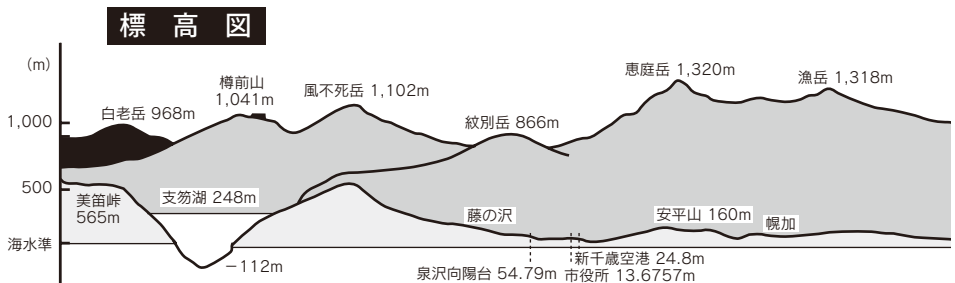 標高図
(m)
1,000
500
海水準
白老岳 968m
樽前山
1,041m
風不死岳 1,102m
紋別岳 866m
恵庭岳 1,320m
漁岳 1,318m
美笛峠
565m
支笏湖 248m
−112m
藤の沢
安平山 160m
幌加
泉沢向陽台 54.79m
新千歳空港 24.8m
市役所 13.6757m